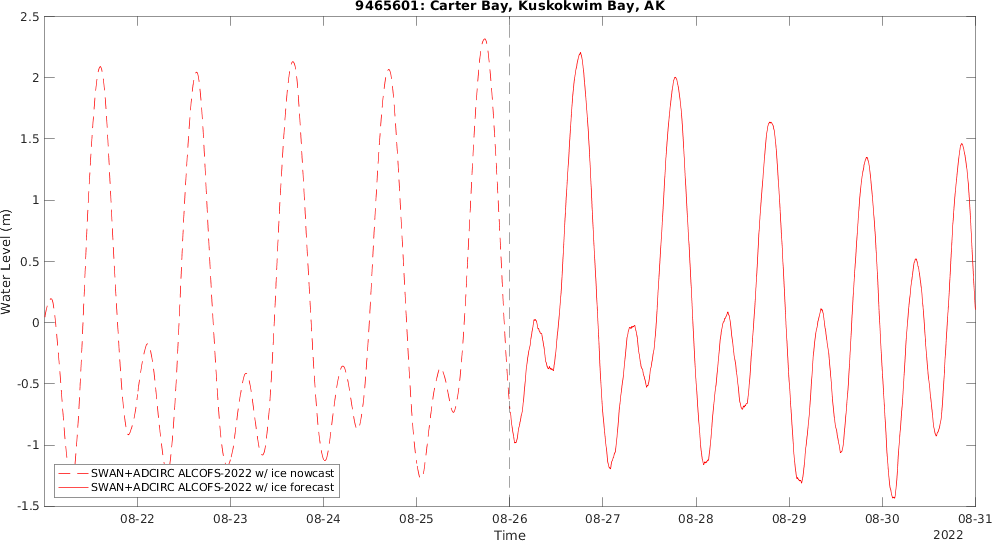 9465601: Carter Bay, Kuskokwim Bay, AK
2.5
2
1.5
1
0.5
0
-0.5
-1
-1.5
Water Level (m)
SWAN+ADCIRC ALCOFS-2022 w/ ice nowcast
SWAN+ADCIRC ALCOFS-2022 w/ ice forecast
08-22 08-23 08-24 08-25 08-26 08-27 08-28 08-29 08-30 08-31
Time
2022